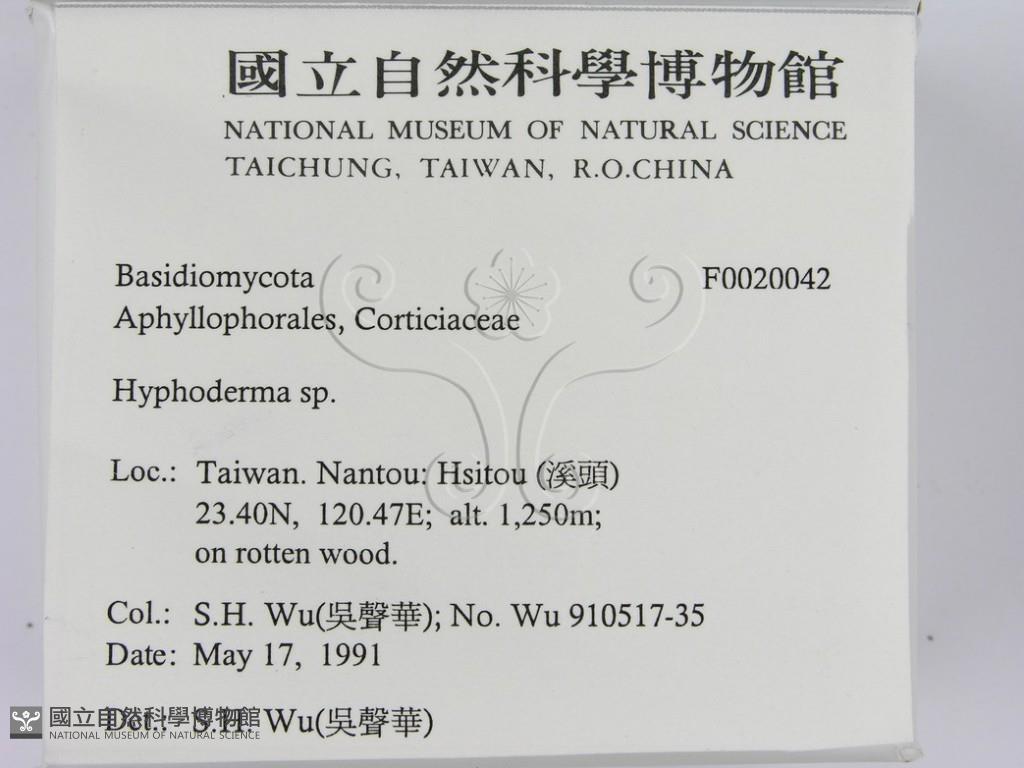 國立自然科學博物館
NATIONAL MUSEUM OF NATURAL SCIENCE
TAICHUNG, TAIWAN, R.O.CHINA
Basidiomycota F0020042
Aphyllophorales, Corticiaceae
Hyphoderma sp.
Loc.: Taiwan. Nantou: Hsitou (溪頭)
23.40N, 120.47E; alt. 1,250m;
on rotten wood.
Col.: S.H. Wu(吳聲華); No. Wu 910517-35
Date: May 17, 1991
Det.: S.H. Wu(吳聲華)
國立自然科學博物館
NATIONAL MUSEUM OF NATURAL SCIENCE